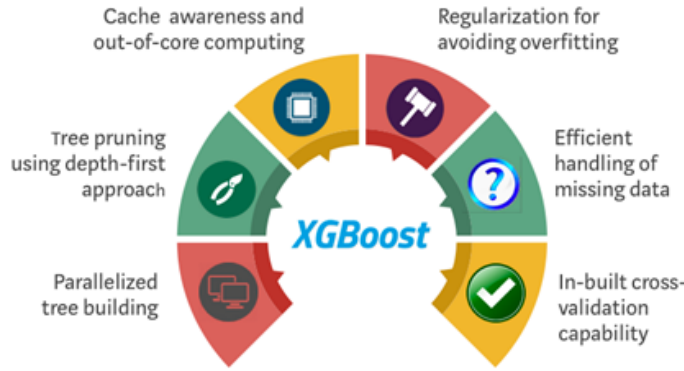 Cache awareness and
out-of-core computing
Regularization for
avoiding overfitting
Tree pruning
using depth-first
approach
Efficient
handling of
missing data
XGBoost
Parallelized
tree building
In-built cross-
validation
capability